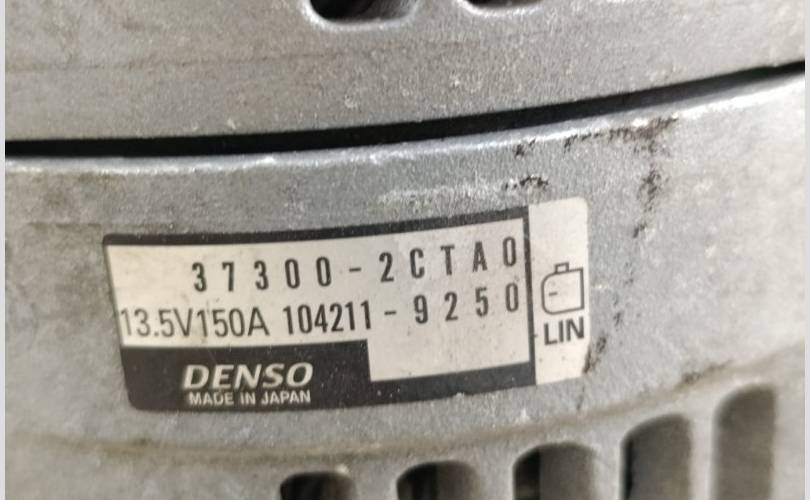 37300-2CTA0
13.5V150A 104211-9250
LIN
DENSO
MADE IN JAPAN